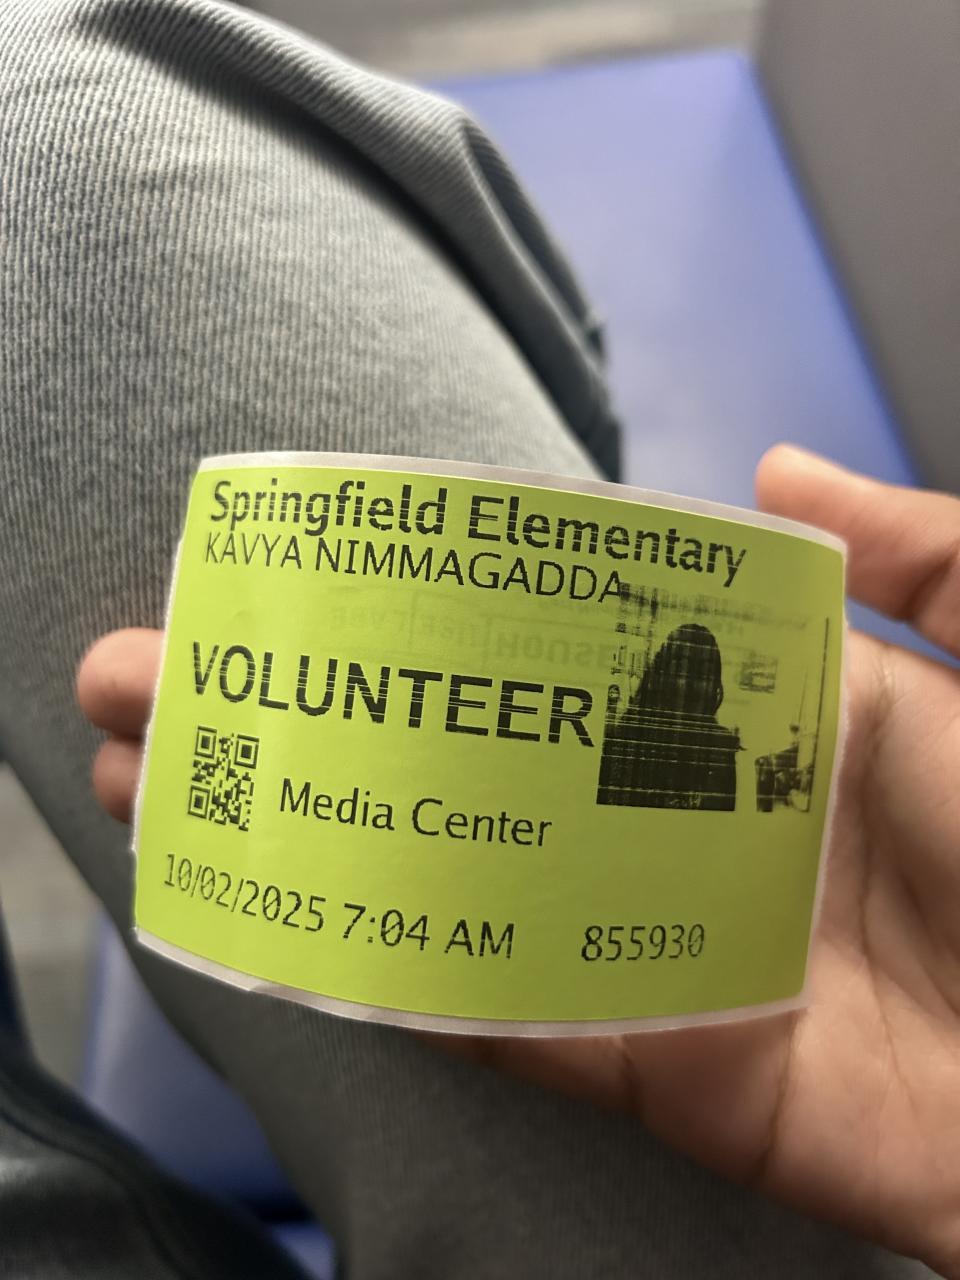 Springfield Elementary
KAVYA NIMMAGADDA
VOLUNTEER
Media Center
10/02/2025 7:04 AM 855930